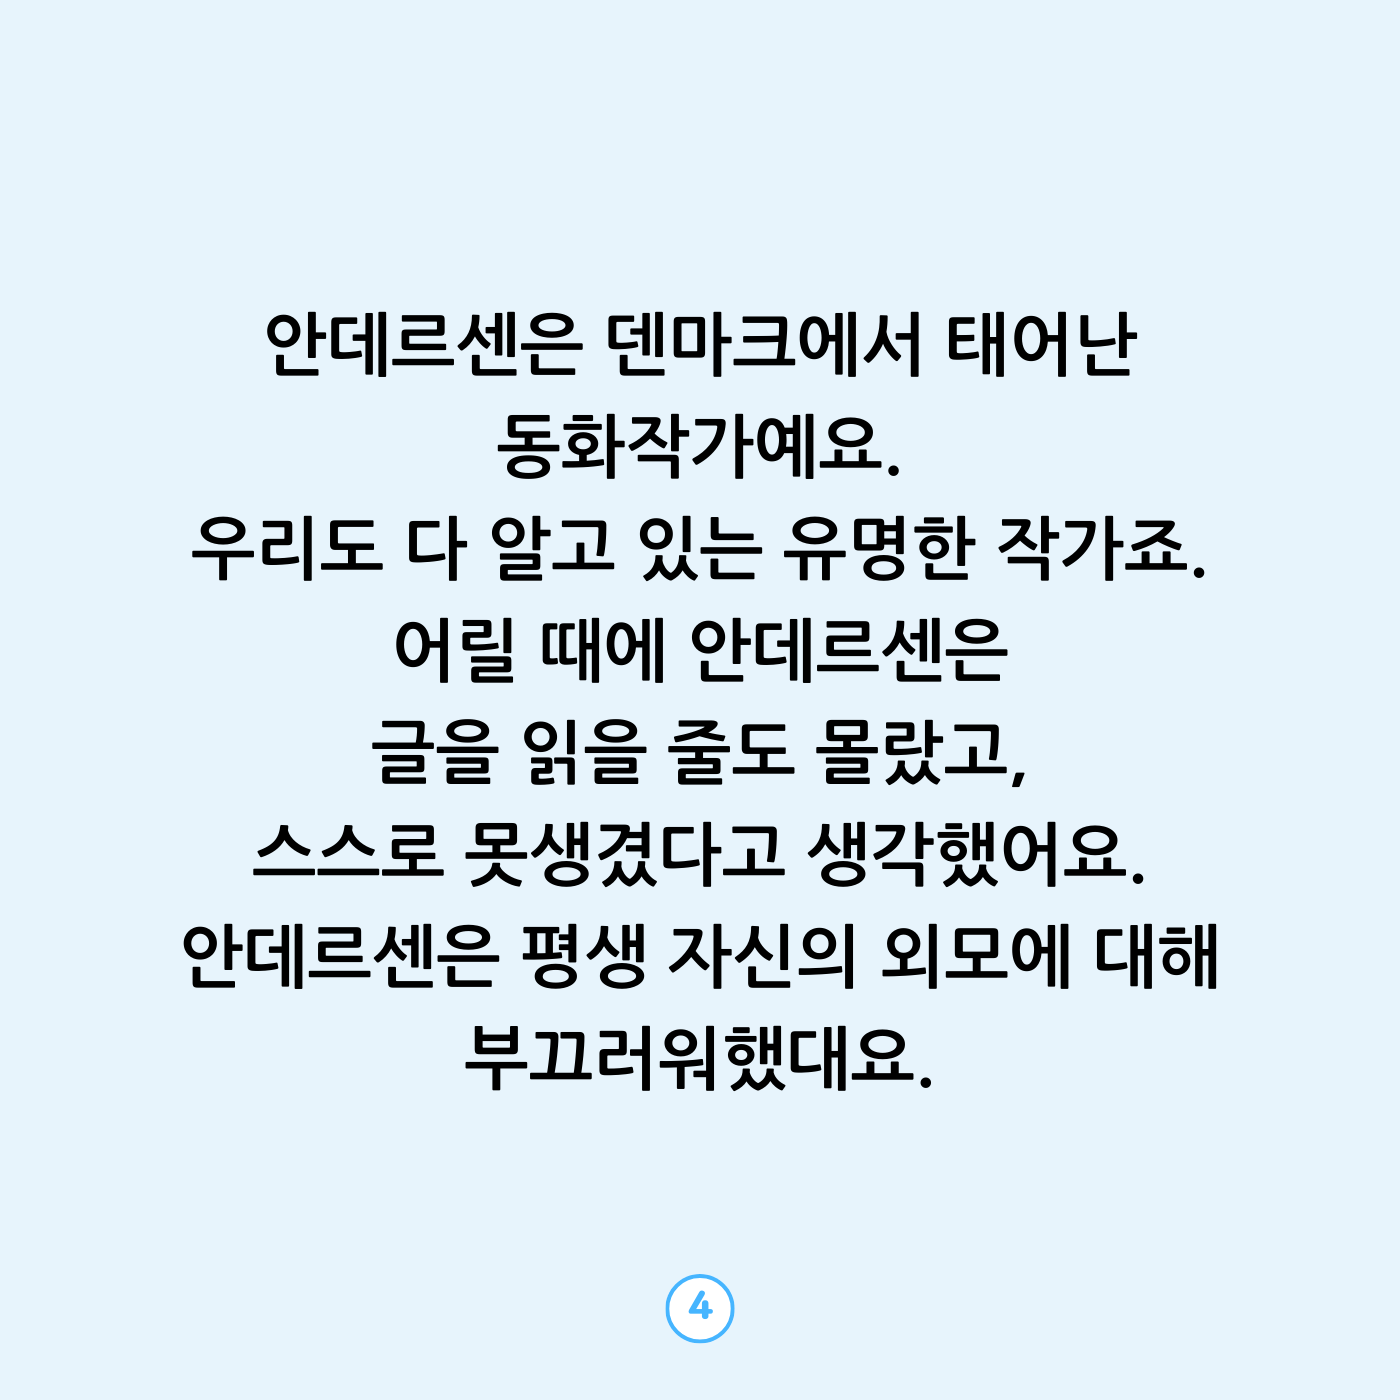 안데르센은 덴마크에서 태어난
동화작가예요.
우리도 다 알고 있는 유명한 작가죠.
어릴 때에 안데르센은
글을 읽을 줄도 몰랐고,
스스로 못생겼다고 생각했어요.
안데르센은 평생 자신의 외모에 대해
부끄러워했대요.
4